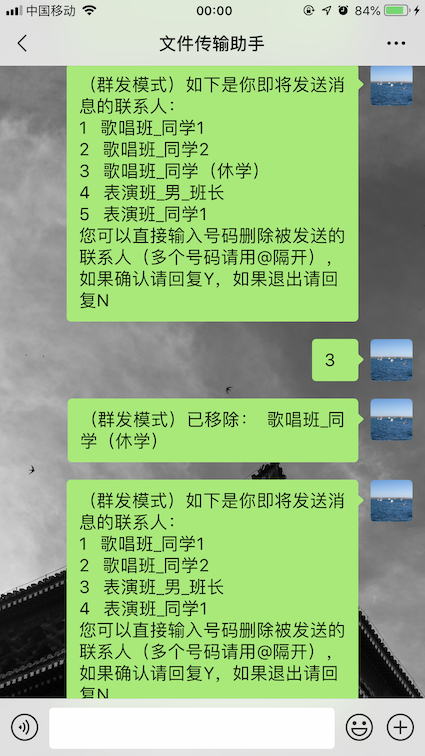 中国移动 00:00 84%
文件传输助手
（群发模式）如下是你即将发送消
息的联系人：
1 歌唱班_同学1
2 歌唱班_同学2
3 歌唱班_同学（休学）
4 表演班_男_班长
5 表演班_同学1
您可以直接输入号码删除被发送的
联系人（多个号码请用@隔开），
如果确认请回复Y，如果退出请回
复N
3
（群发模式）已移除： 歌唱班_同
学（休学）
（群发模式）如下是你即将发送消
息的联系人：
1 歌唱班_同学1
2 歌唱班_同学2
3 表演班_男_班长
4 表演班_同学1
您可以直接输入号码删除被发送的
联系人（多个号码请用@隔开），
如果确认请回复Y，如果退出请回
复N